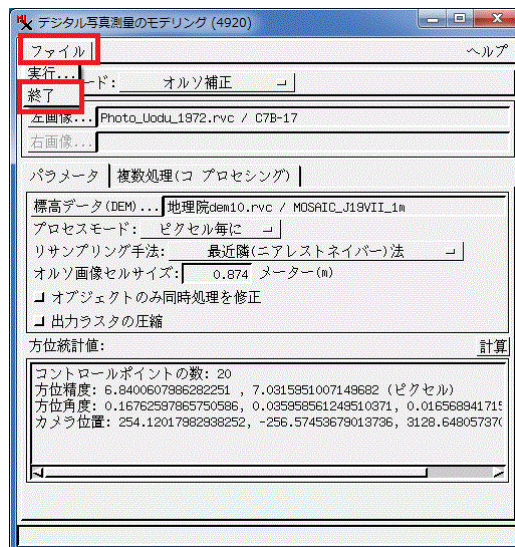 デジタル写真測量のモデリング (4920)
ファイル ヘルプ
実行...
ード: オルソ補正
終了
左画像... Photo_Uodu_1972.rvc / C7B-17
右画像...
パラメータ 複数処理(コ プロセシング)
標高データ(DEM)... 地理院dem10.rvc / MOSAIC_J19VII_1m
プロセスモード: ピクセル毎に
リサンプリング手法: 最近隣(ニアレストネイバー)法
オルソ画像セルサイズ: 0.874 メーター(m)
オブジェクトのみ同時処理を修正
出力ラスタの圧縮
方位統計値: 計算
コントロールポイントの数: 20
方位精度: 6.8400607986282251 , 7.0315951007149682 (ピクセル)
方位角度: 0.16762597865750586, 0.035958561249510371, 0.016568941715
カメラ位置: 254.12017982938252, -256.57453679013736, 3128.648057370